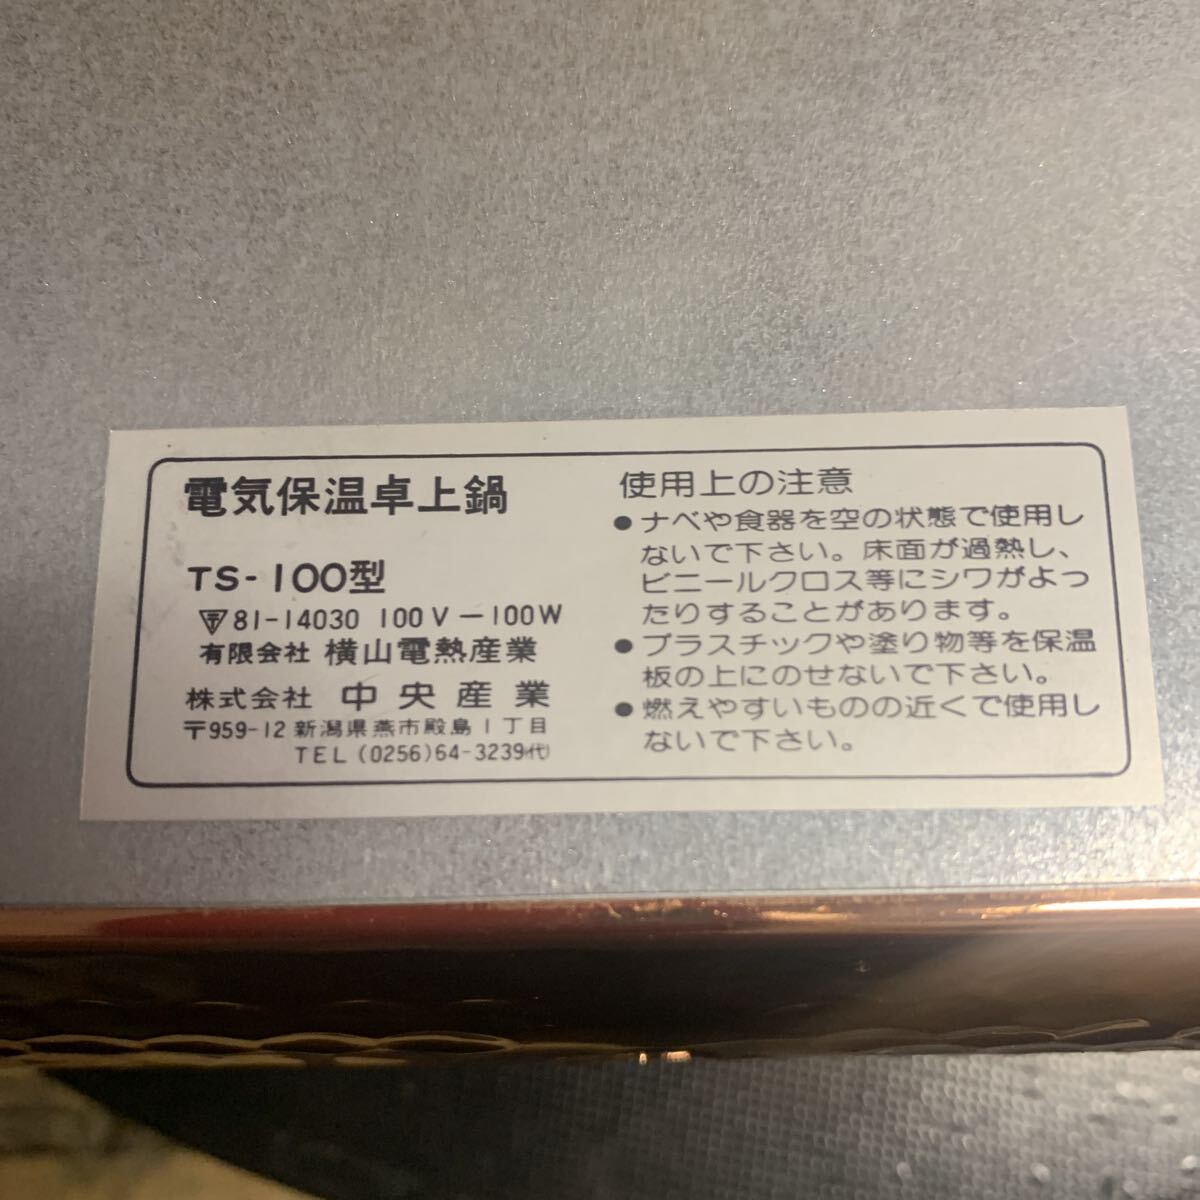 電気保温卓上鍋
TS-100型
〒81-14030 100V-100W
有限会社 横山電熱産業
株式会社 中央産業
〒959-12 新潟県燕市殿島1丁目
TEL(0256)64-3239㈹
使用上の注意
●ナベや食器を空の状態で使用し
ないで下さい。床面が過熱し、
ビニールクロス等にシワがよっ
たりすることがあります。
●プラスチックや塗り物等を保温
板の上にのせないで下さい。
●燃えやすいものの近くで使用し
ないで下さい。